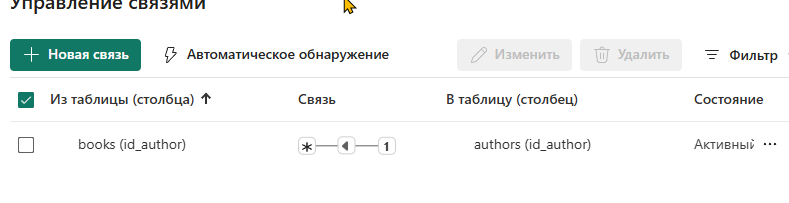 Управление связями
Новая связь Автоматическое обнаружение Изменить Удалить Фильтр
Из таблицы (столбца) Связь В таблицу (столбец) Состояние
books (id_author) * 1 authors (id_author) Активный ...